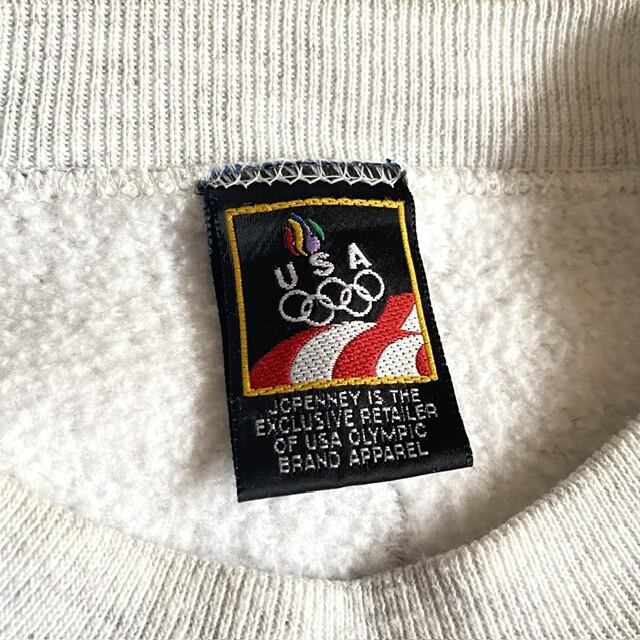 USA
JCPENNEY IS THE
EXCLUSIVE RETAILER
OF USA OLYMPIC
BRAND APPAREL